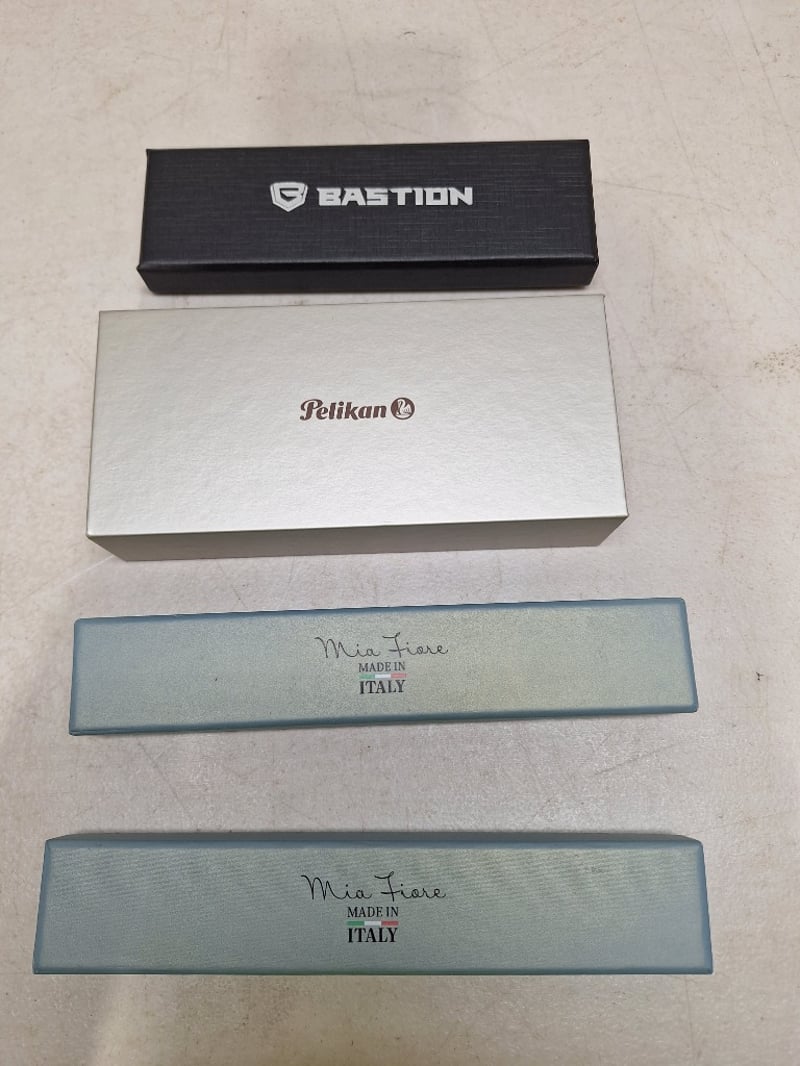 BASTION
Pelikan
Mia Fiore
MADE IN
ITALY
Mia Fiore
MADE IN
ITALY